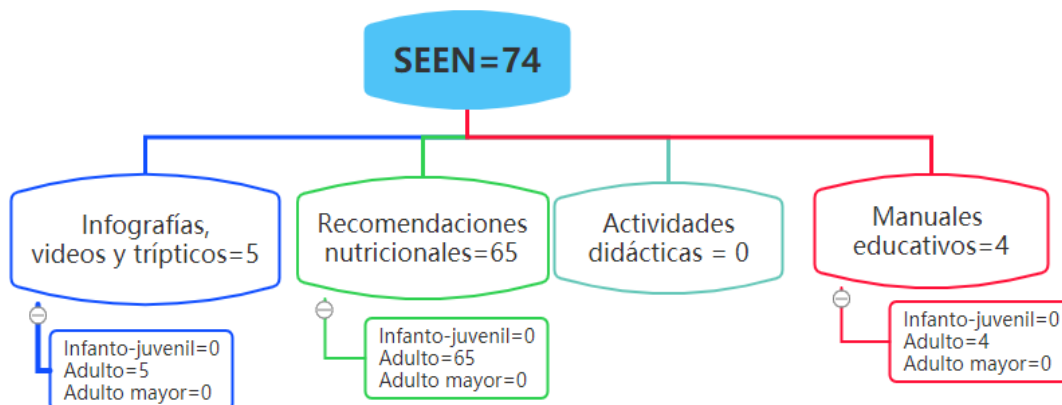 SEEN=74
Infografías,
videos y trípticos=5
Recomendaciones
nutricionales=65
Actividades
didácticas = 0
Manuales
educativos=4
Infanto-juvenil=0
Adulto=5
Adulto mayor=0
Infanto-juvenil=0
Adulto=65
Adulto mayor=0
Infanto-juvenil=0
Adulto=4
Adulto mayor=0